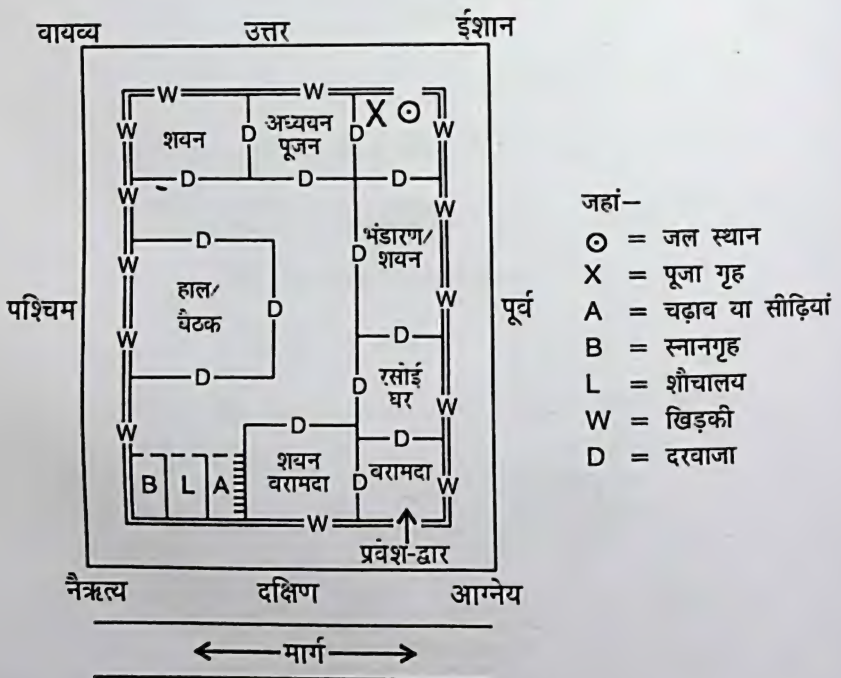 वायव्य उत्तर ईशान
W W
X ⊙
W शयन D अध्ययन D W
पूजन
D D D
W W
D
भंडारण/
W D शयन
पश्चिम हाल/ D पूर्व
बैठक
W D W
D
रसोई
D घर W
W D D
B L A शयन D वरामदा W
वरामदा
W
प्रवेश-द्वार
नैऋत्य दक्षिण आग्नेय
मार्ग
जहां–
⊙ = जल स्थान
X = पूजा गृह
A = चढ़ाव या सीढ़ियां
B = स्नानगृह
L = शौचालय
W = खिड़की
D = दरवाजा